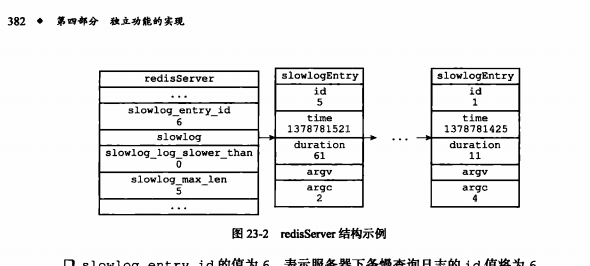 382 ◆ 第四部分 独立功能的实现
redisServer
...
slowlog_entry_id
6
slowlog
slowlog_log_slower_than
0
slowlog_max_len
5
...
slowlogEntry
id
5
time
1378781521
duration
61
argv
argc
2
...
slowlogEntry
id
1
time
1378781425
duration
11
argv
argc
4
图 23-2 redisServer 结构示例
❑ slowlog_entry_id 的值为 6，表示服务器下条慢查询日志的 id 值将为 6